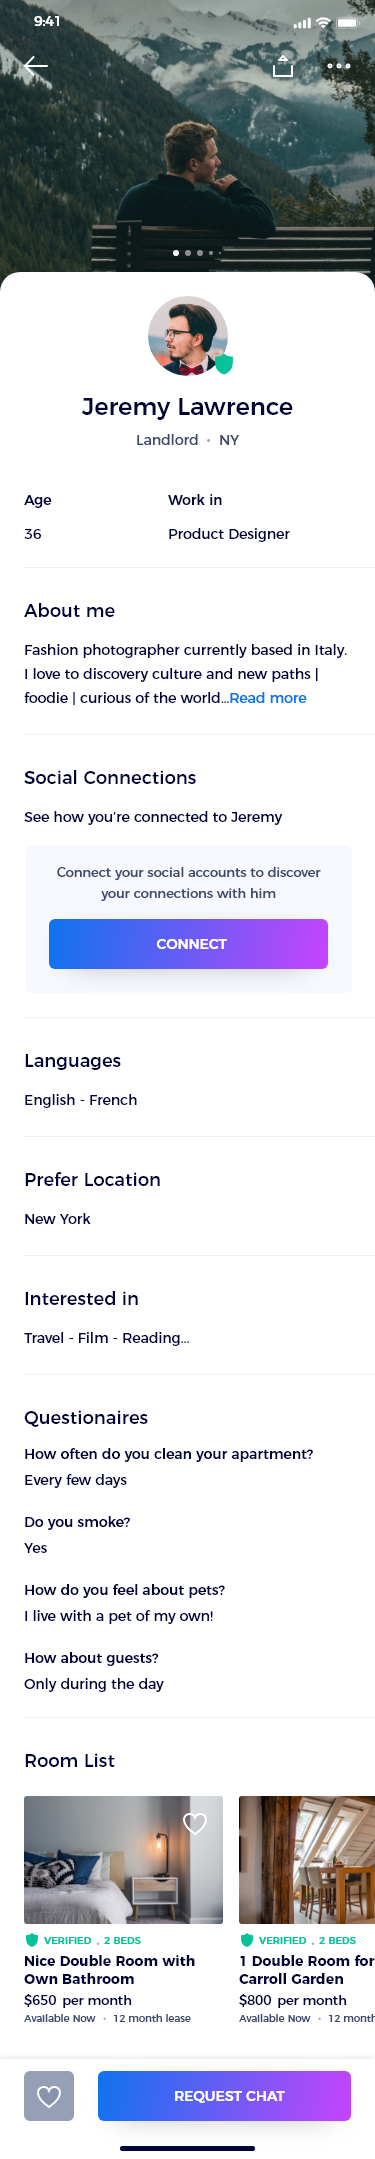 9:41
Jeremy Lawrence
Landlord • NY
Age
Work in
36
Product Designer
About me
Fashion photographer currently based in Italy.
I love to discovery culture and new paths |
foodie | curious of the world...Read more
Social Connections
See how you're connected to Jeremy
Connect your social accounts to discover
your connections with him
CONNECT
Languages
English - French
Prefer Location
New York
Interested in
Travel - Film - Reading...
Questionaires
How often do you clean your apartment?
Every few days
Do you smoke?
Yes
How do you feel about pets?
I live with a pet of my own!
How about guests?
Only during the day
Room List
VERIFIED . 2 BEDS
Nice Double Room with
Own Bathroom
$650 per month
Available Now • 12 month lease
VERIFIED . 2 BEDS
1 Double Room for
Carroll Garden
$800 per month
Available Now • 12 month
REQUEST CHAT